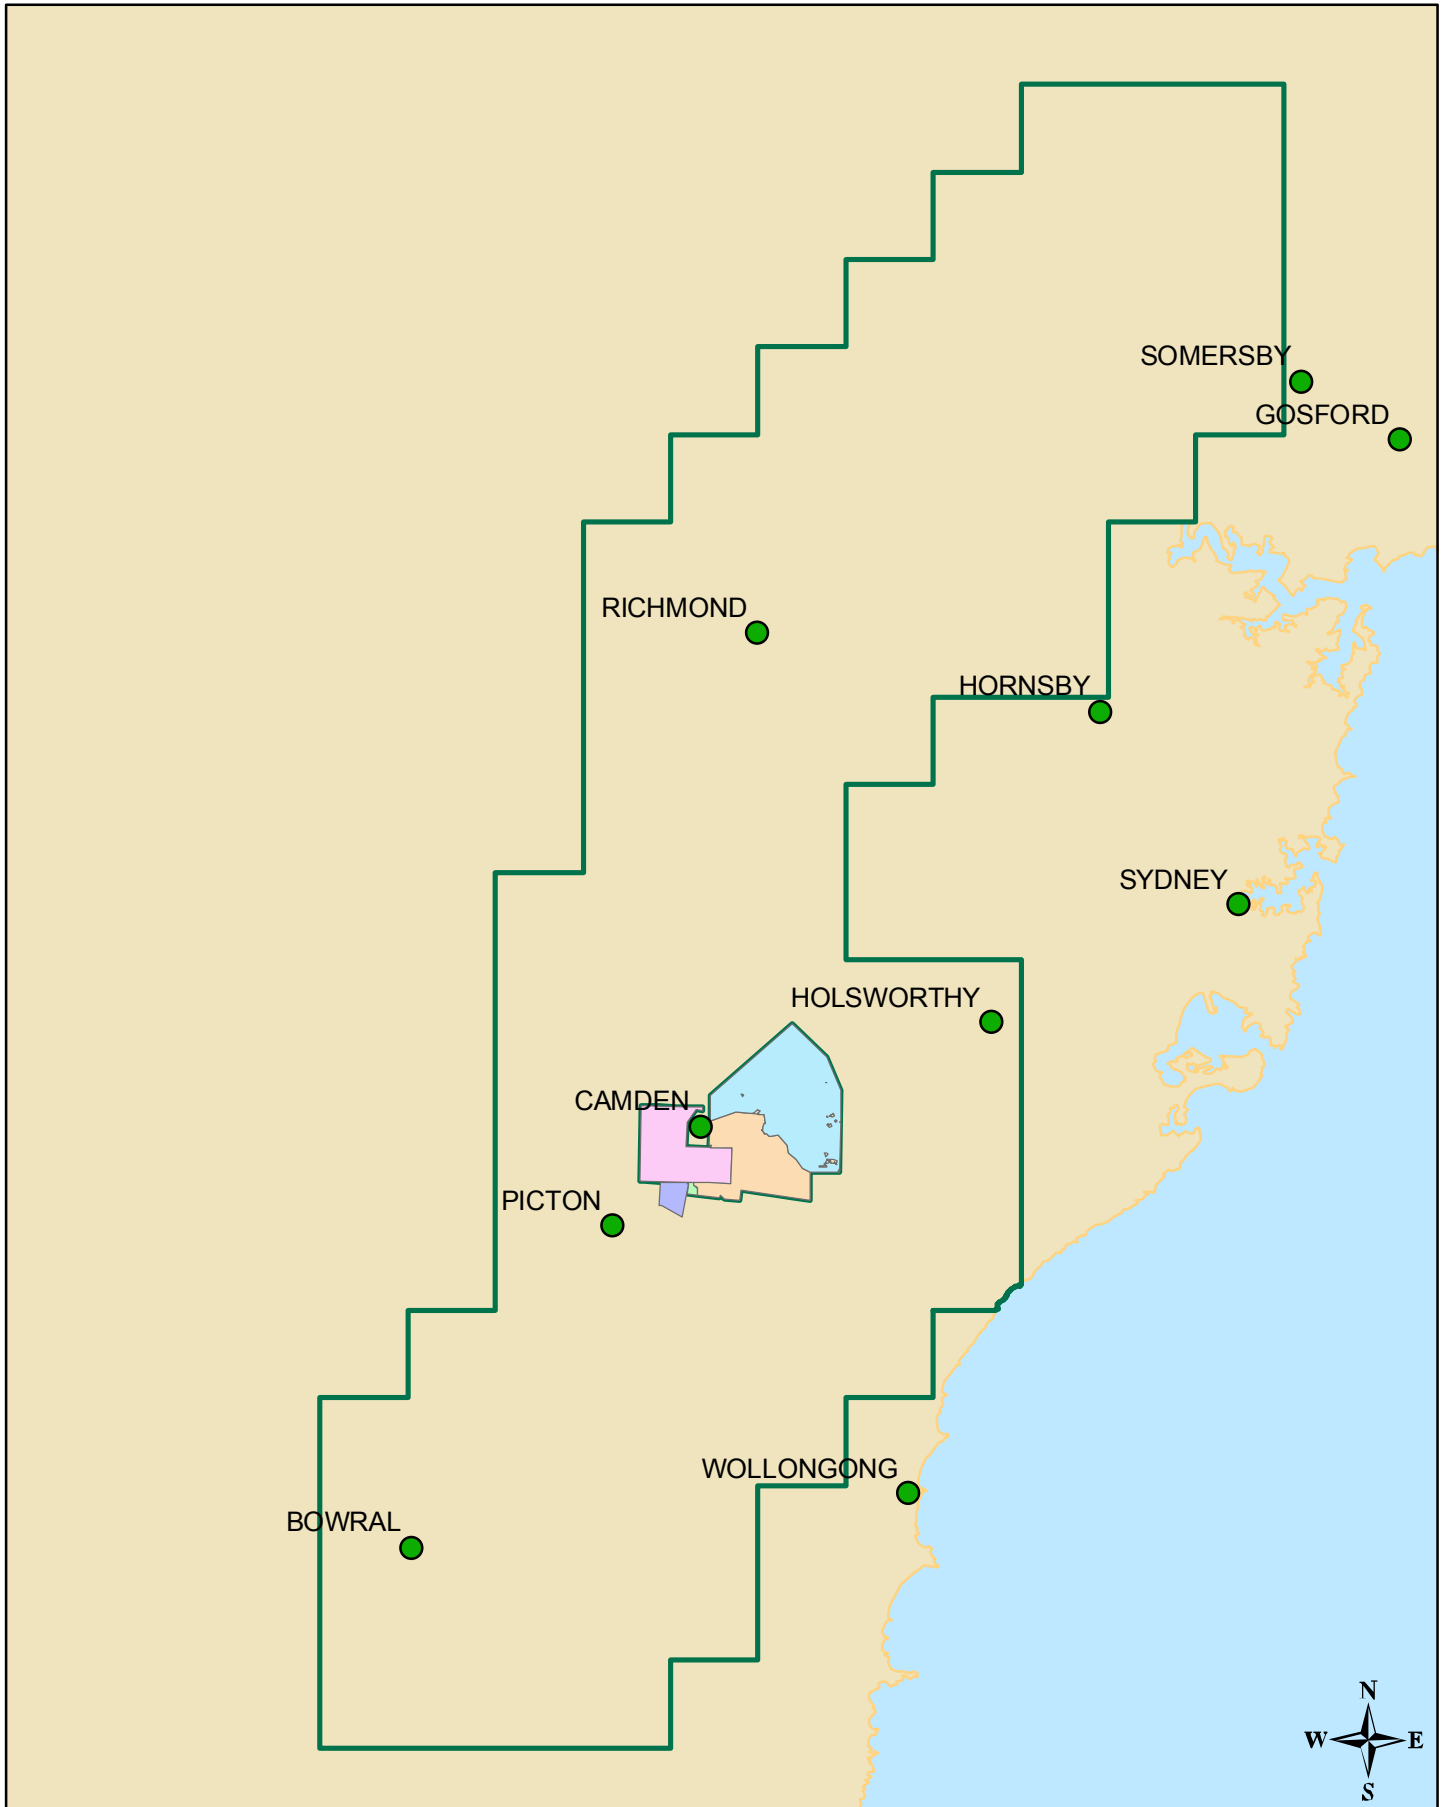 SOMERSBY
GOSFORD
RICHMOND
HORNSBY
SYDNEY
HOLSWORTHY
CAMDEN
PICTON
WOLLONGONG
BOWRAL
N
W E
S